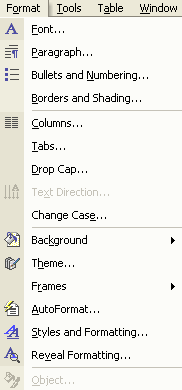 Format Tools Table Window
Font...
Paragraph...
Bullets and Numbering...
Borders and Shading...
Columns...
Tabs...
Drop Cap...
Text Direction...
Change Case...
Background
Theme...
Frames
AutoFormat...
Styles and Formatting...
Reveal Formatting...
Object...